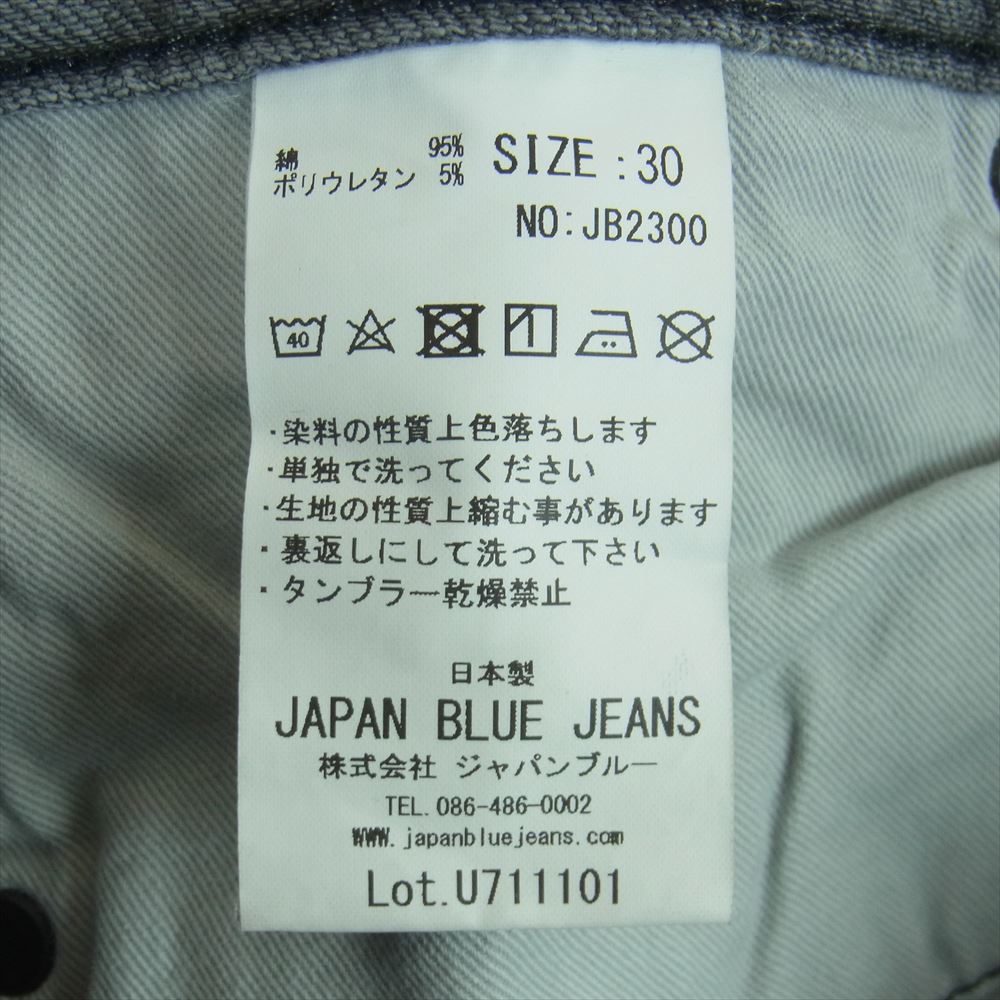 綿 95%
ポリウレタン 5%
SIZE:30
NO:JB2300
40
・染料の性質上色落ちします
・単独で洗ってください
・生地の性質上縮む事があります
・裏返しにして洗って下さい
・タンブラー乾燥禁止
日本製
JAPAN BLUE JEANS
株式会社 ジャパンブルー
TEL.086-486-0002
WWW.japanbluejeans.com
Lot.U711101